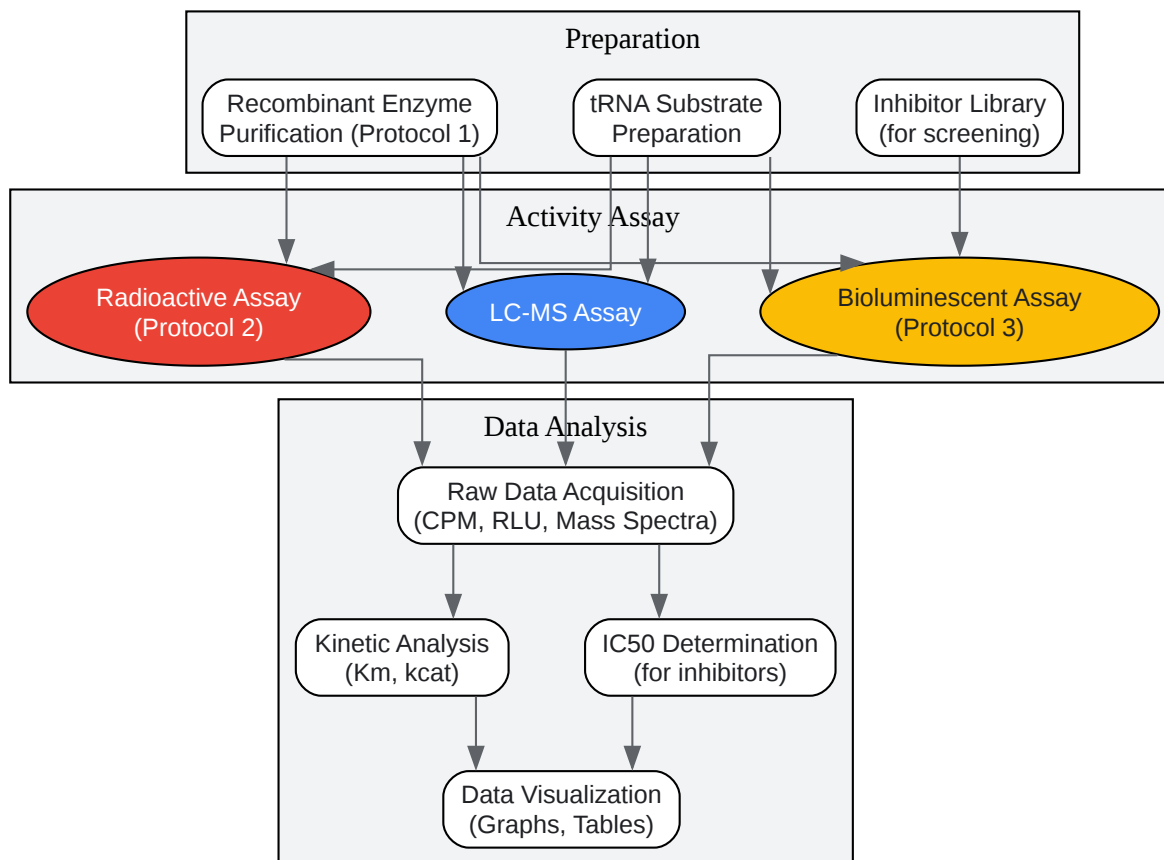 Preparation
Recombinant Enzyme
Purification (Protocol 1)
tRNA Substrate
Preparation
Inhibitor Library
(for screening)
Activity Assay
Radioactive Assay
(Protocol 2)
LC-MS Assay
Bioluminescent Assay
(Protocol 3)
Data Analysis
Raw Data Acquisition
(CPM, RLU, Mass Spectra)
Kinetic Analysis
(Km, kcat)
IC50 Determination
(for inhibitors)
Data Visualization
(Graphs, Tables)